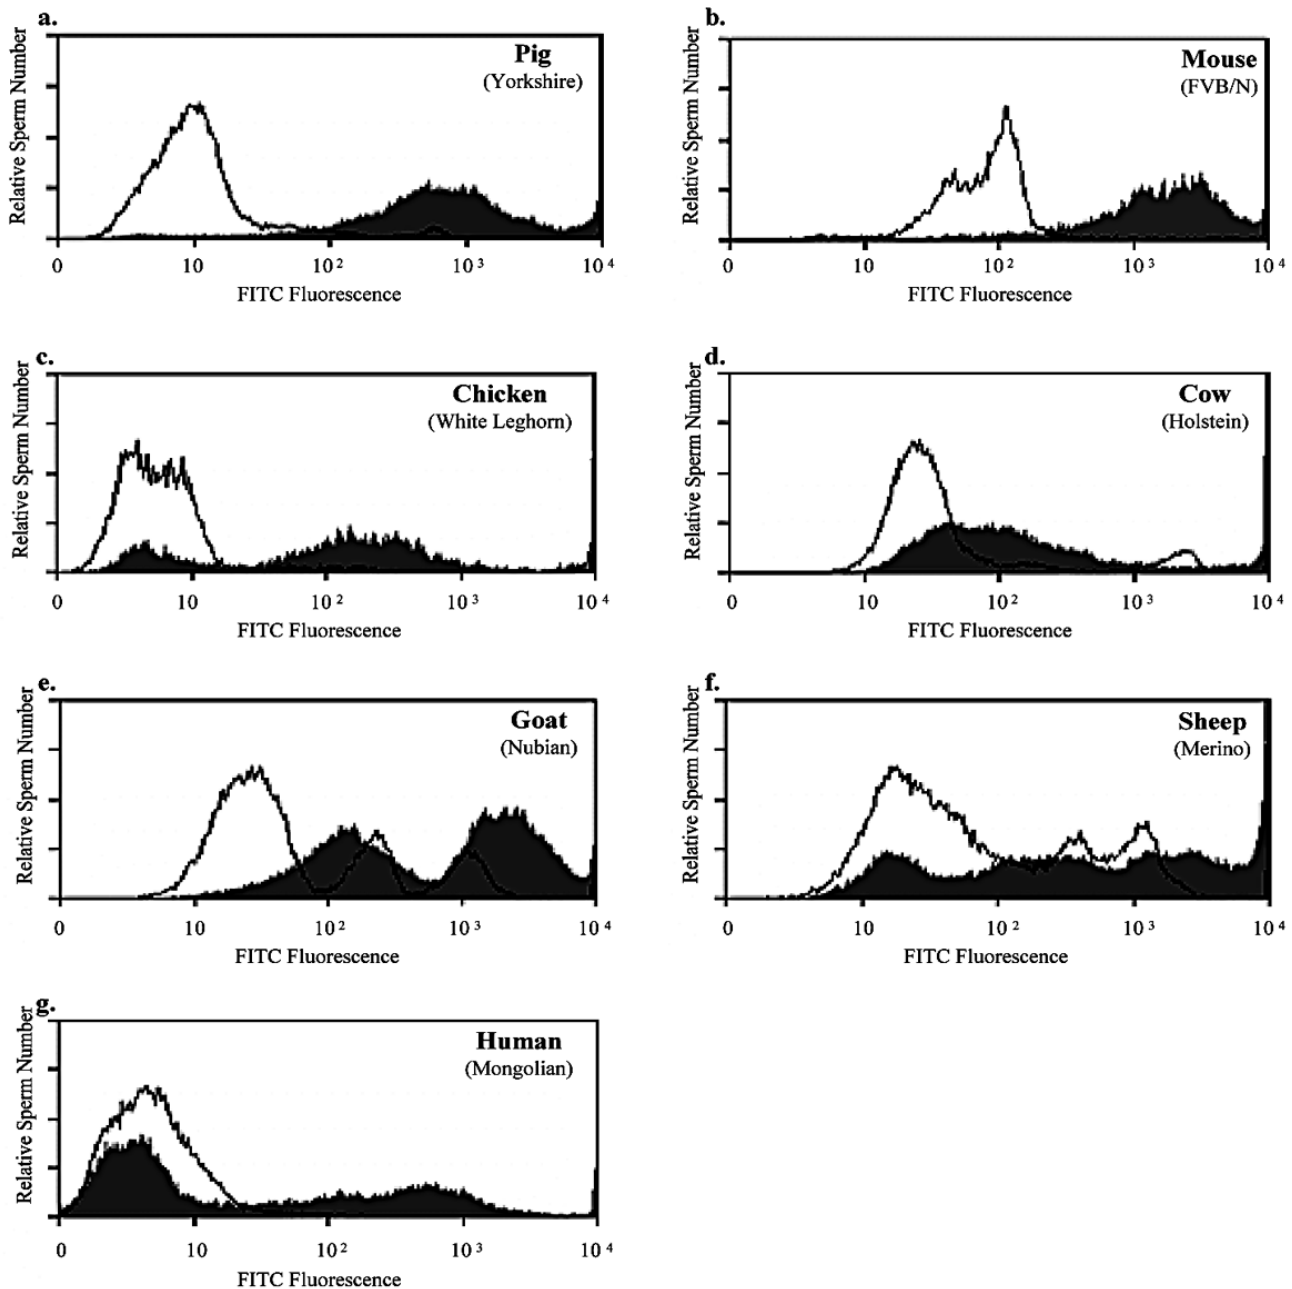 a.
Relative Sperm Number
Pig
(Yorkshire)
0 10 10² 10³ 10⁴
FITC Fluorescence
b.
Relative Sperm Number
Mouse
(FVB/N)
0 10 10² 10³ 10⁴
FITC Fluorescence
c.
Relative Sperm Number
Chicken
(White Leghorn)
0 10 10² 10³ 10⁴
FITC Fluorescence
d.
Relative Sperm Number
Cow
(Holstein)
0 10 10² 10³ 10⁴
FITC Fluorescence
e.
Relative Sperm Number
Goat
(Nubian)
0 10 10² 10³ 10⁴
FITC Fluorescence
f.
Relative Sperm Number
Sheep
(Merino)
0 10 10² 10³ 10⁴
FITC Fluorescence
g.
Relative Sperm Number
Human
(Mongolian)
0 10 10² 10³ 10⁴
FITC Fluorescence